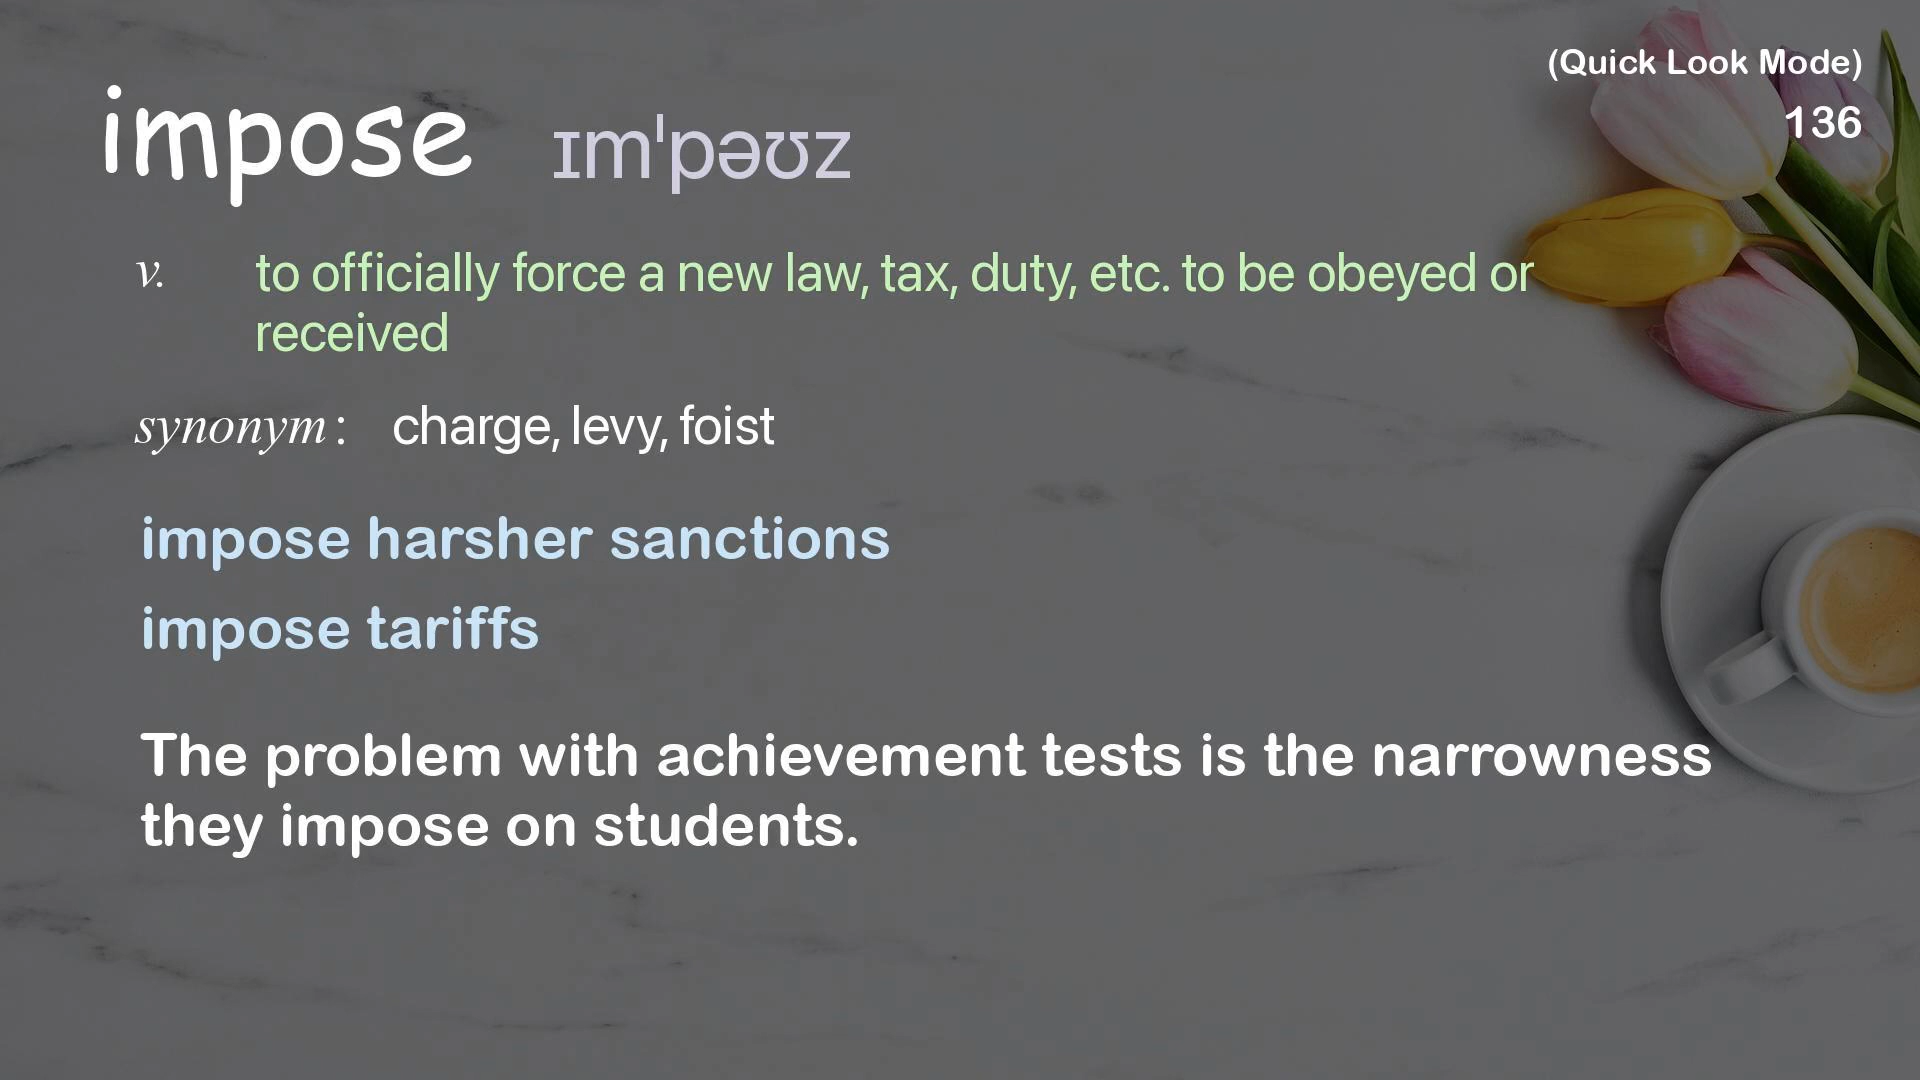 (Quick Look Mode)
136
impose ɪmˈpəʊz
v. to officially force a new law, tax, duty, etc. to be obeyed or
received
synonym: charge, levy, foist
impose harsher sanctions
impose tariffs
The problem with achievement tests is the narrowness
they impose on students.